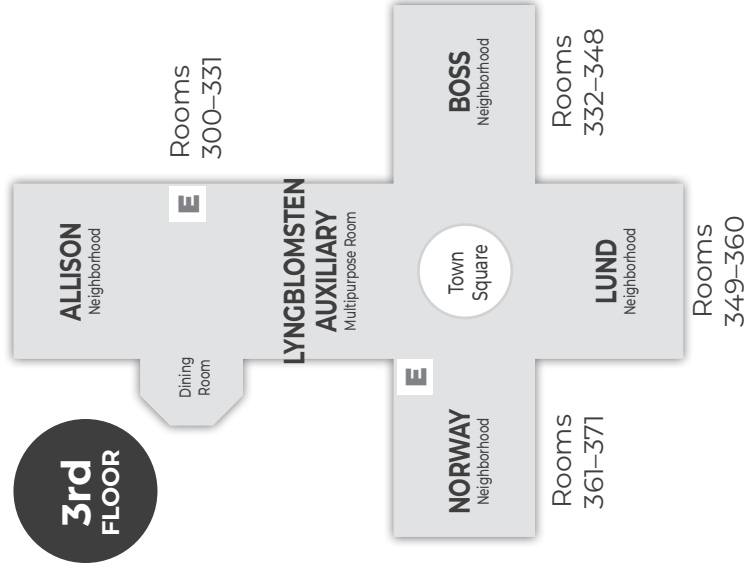 3rd
FLOOR
ALLISON
Neighborhood
Dining
Room
E
Rooms
300–331
LYNGBLOMSTEN
AUXILIARY
Multipurpose Room
E
NORWAY
Neighborhood
Town
Square
BOSS
Neighborhood
Rooms
361–371
Rooms
332–348
LUND
Neighborhood
Rooms
349–360